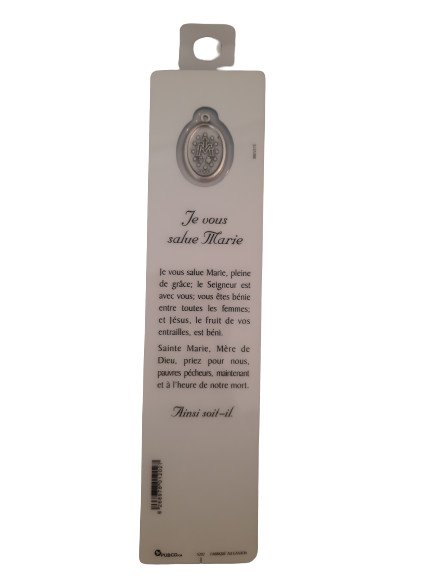 Je vous
salue Marie
Je vous salue Marie, pleine
de grâce; le Seigneur est
avec vous; vous êtes bénie
entre toutes les femmes;
et Jésus, le fruit de vos
entrailles, est béni.
Sainte Marie, Mère de
Dieu, priez pour nous,
pauvres pécheurs, maintenant
et à l'heure de notre mort.
Ainsi soit-il.